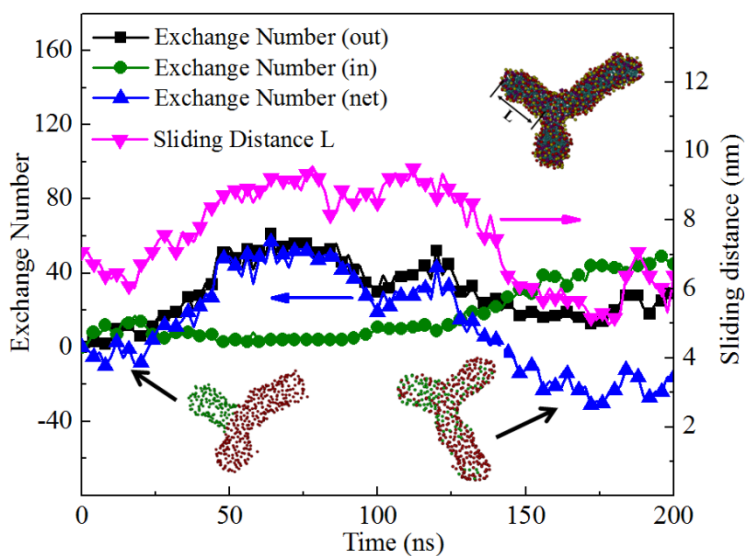 160
120
80
40
0
-40
Exchange Number
Exchange Number (out)
Exchange Number (in)
Exchange Number (net)
Sliding Distance L
L
12
10
8
6
4
2
Sliding distance (nm)
0
50
100
150
200
Time (ns)